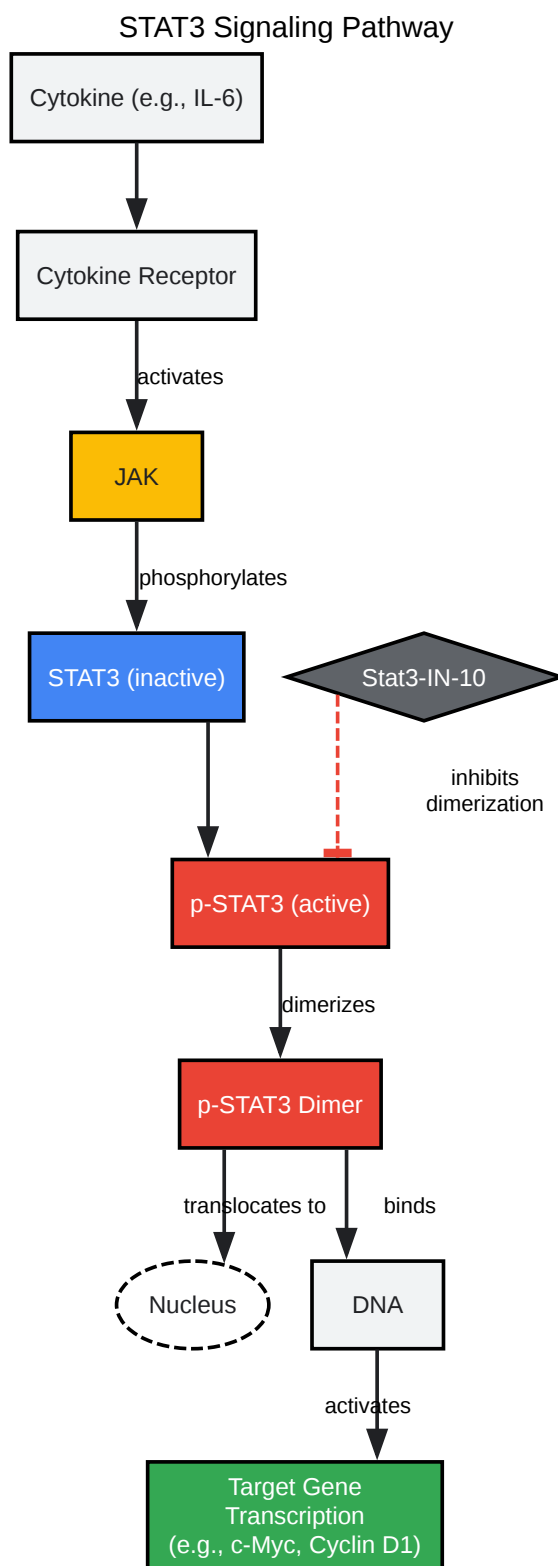 STAT3 Signaling Pathway
Cytokine (e.g., IL-6)
Cytokine Receptor
activates
JAK
phosphorylates
STAT3 (inactive)
Stat3-IN-10
inhibits
dimerization
p-STAT3 (active)
dimerizes
p-STAT3 Dimer
translocates to
binds
Nucleus
DNA
activates
Target Gene
Transcription
(e.g., c-Myc, Cyclin D1)